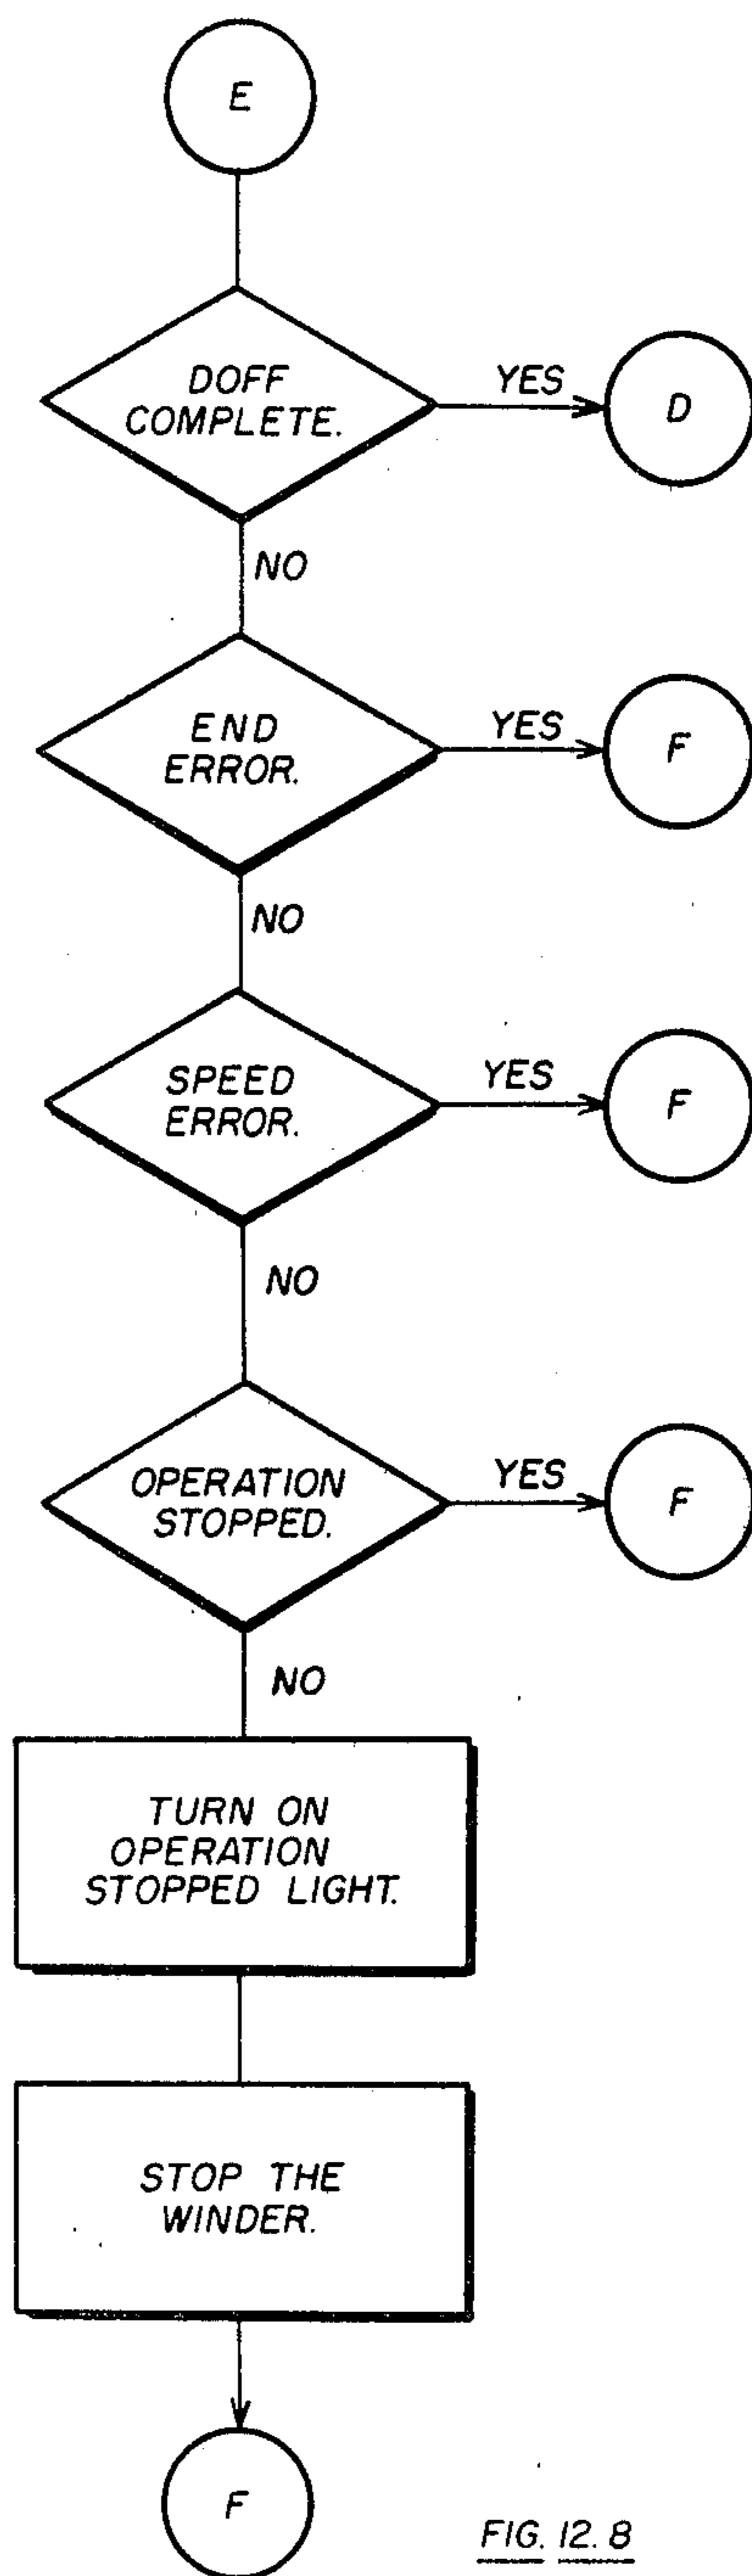 E
DOFF
COMPLETE.
YES
D
NO
END
ERROR.
YES
F
NO
SPEED
ERROR.
YES
F
NO
OPERATION
STOPPED.
YES
F
NO
TURN ON
OPERATION
STOPPED LIGHT.
STOP THE
WINDER.
F
FIG. 12.8